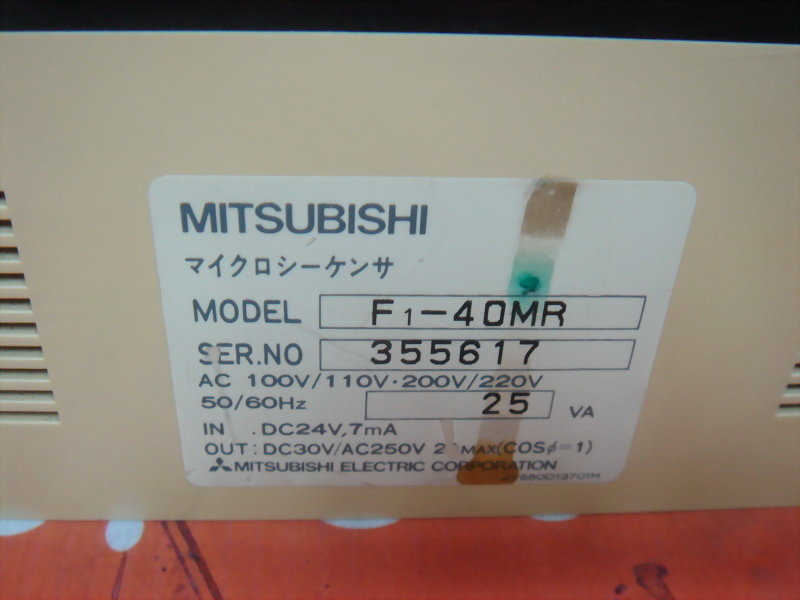 MITSUBISHI
マイクロシーケンサ
MODEL F1-40MR
SER.NO 355617
AC 100V/110V·200V/220V
50/60Hz 25 VA
IN DC24V,7mA
OUT:DC30V/AC250V 2 MAX(COSφ=1)
MITSUBISHI ELECTRIC CORPORATION